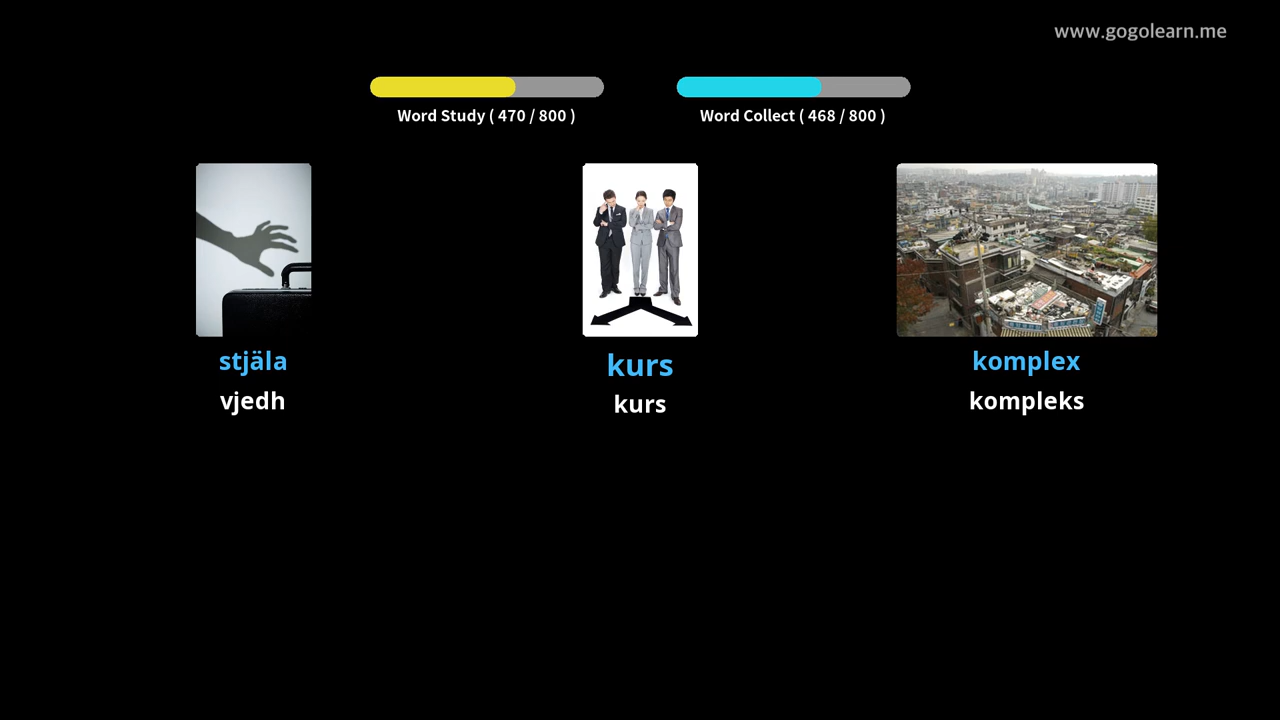 www.gogolearn.me
Word Study ( 470 / 800 )
Word Collect ( 468 / 800 )
stjäla
vjedh
kurs
kurs
komplex
kompleks